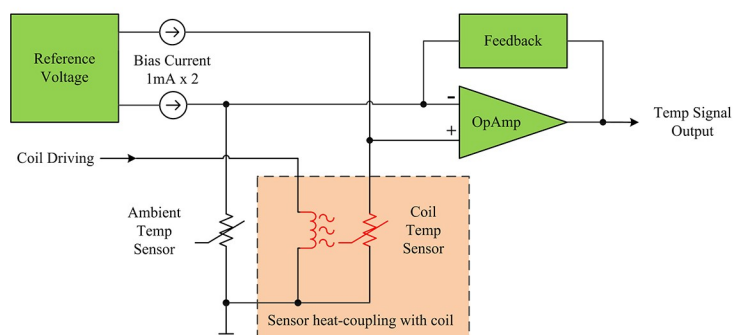 Reference
Voltage
Bias Current
1mA x 2
Feedback
-
+
OpAmp
Temp Signal
Output
Coil Driving
Ambient
Temp
Sensor
Coil
Temp
Sensor
Sensor heat-coupling with coil